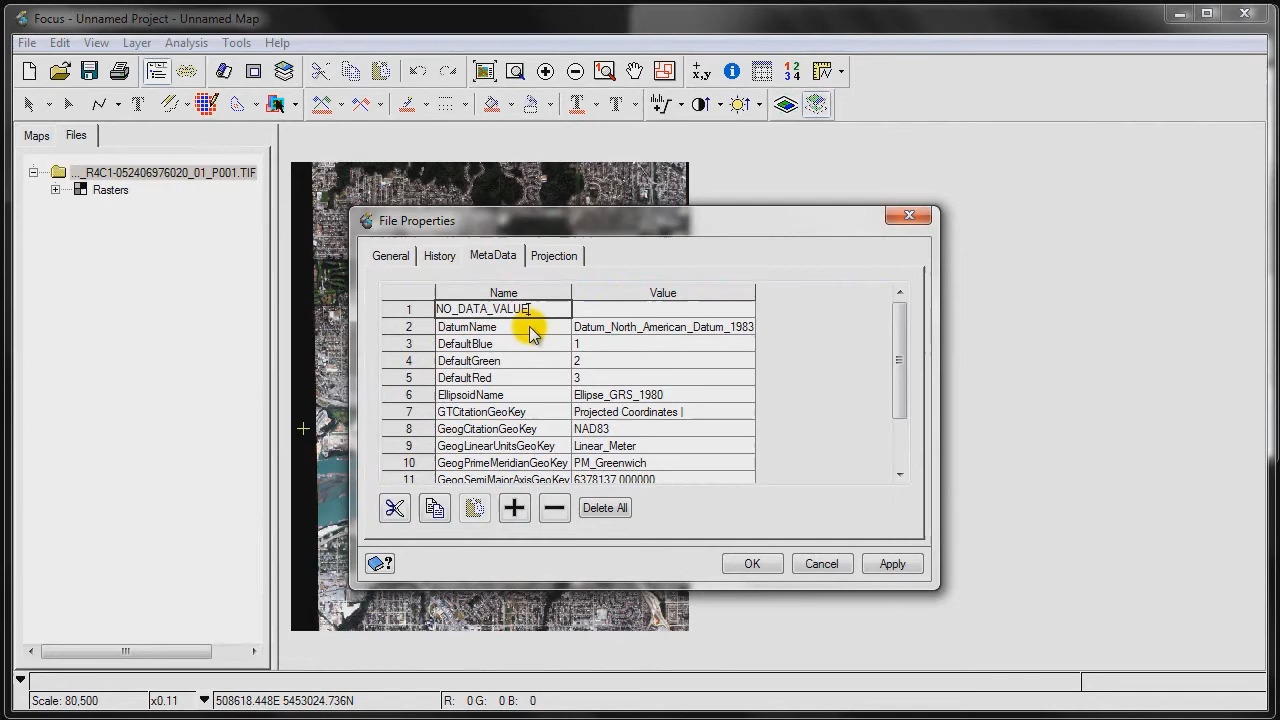 Focus - Unnamed Project - Unnamed Map
File Edit View Layer Analysis Tools Help
Maps Files
..._R4C1-052406976020_01_P001.TIF
Rasters
File Properties
General History MetaData Projection
Name Value
1 NO_DATA_VALUE
2 DatumName Datum_North_American_Datum_1983
3 DefaultBlue 1
4 DefaultGreen 2
5 DefaultRed 3
6 EllipsoidName Ellipse_GRS_1980
7 GTCitationGeoKey Projected Coordinates |
8 GeogCitationGeoKey NAD83
9 GeogLinearUnitsGeoKey Linear_Meter
10 GeogPrimeMeridianGeoKey PM_Greenwich
11 GeogSemiMajorAxisGeoKey 6378137.000000
Delete All
OK Cancel Apply
Scale: 80,500 x0.11 508618.448E 5453024.736N R: 0 G: 0 B: 0